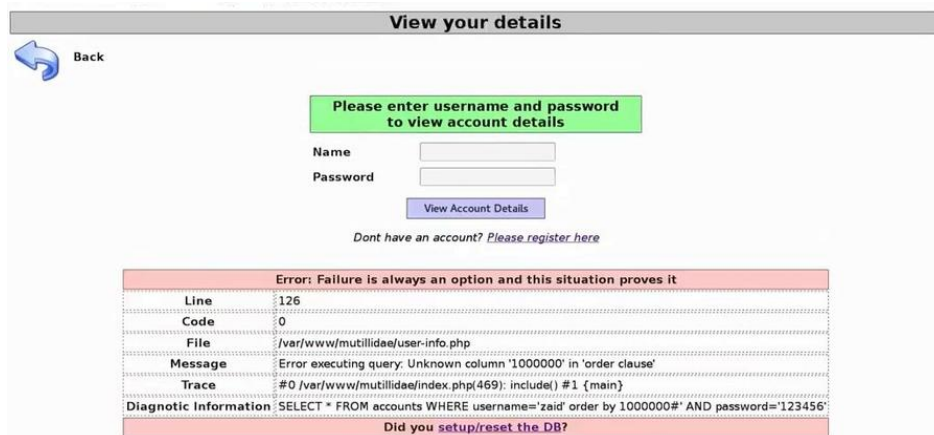 View your details
Back
Please enter username and password
to view account details
Name
Password
View Account Details
Dont have an account? Please register here
Error: Failure is always an option and this situation proves it
Line 126
Code 0
File /var/www/mutillidae/user-info.php
Message Error executing query: Unknown column '1000000' in 'order clause'
Trace #0 /var/www/mutillidae/index.php(469): include() #1 {main}
Diagnostic Information SELECT * FROM accounts WHERE username='zaid' order by 1000000#' AND password='123456'
Did you setup/reset the DB?